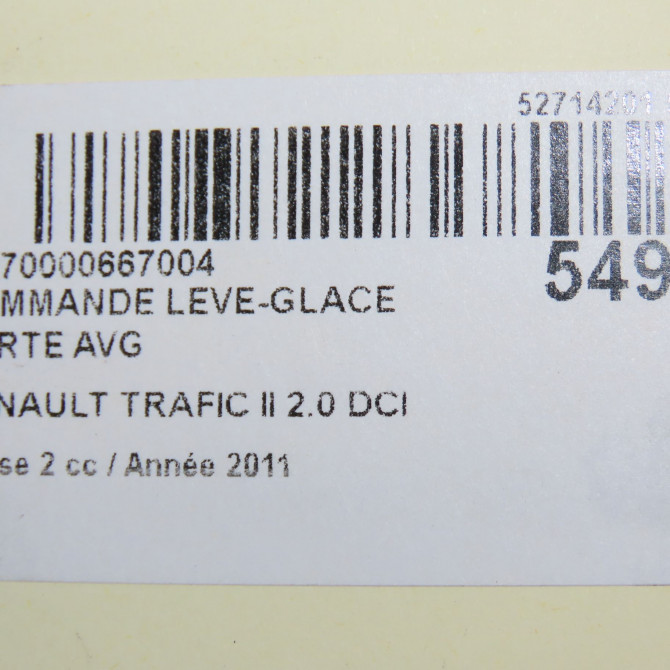 52714201
70000667004
549
MMANDE LEVE-GLACE
RTE AVG
NAULT TRAFIC II 2.0 DCI
se 2 cc / Année 2011